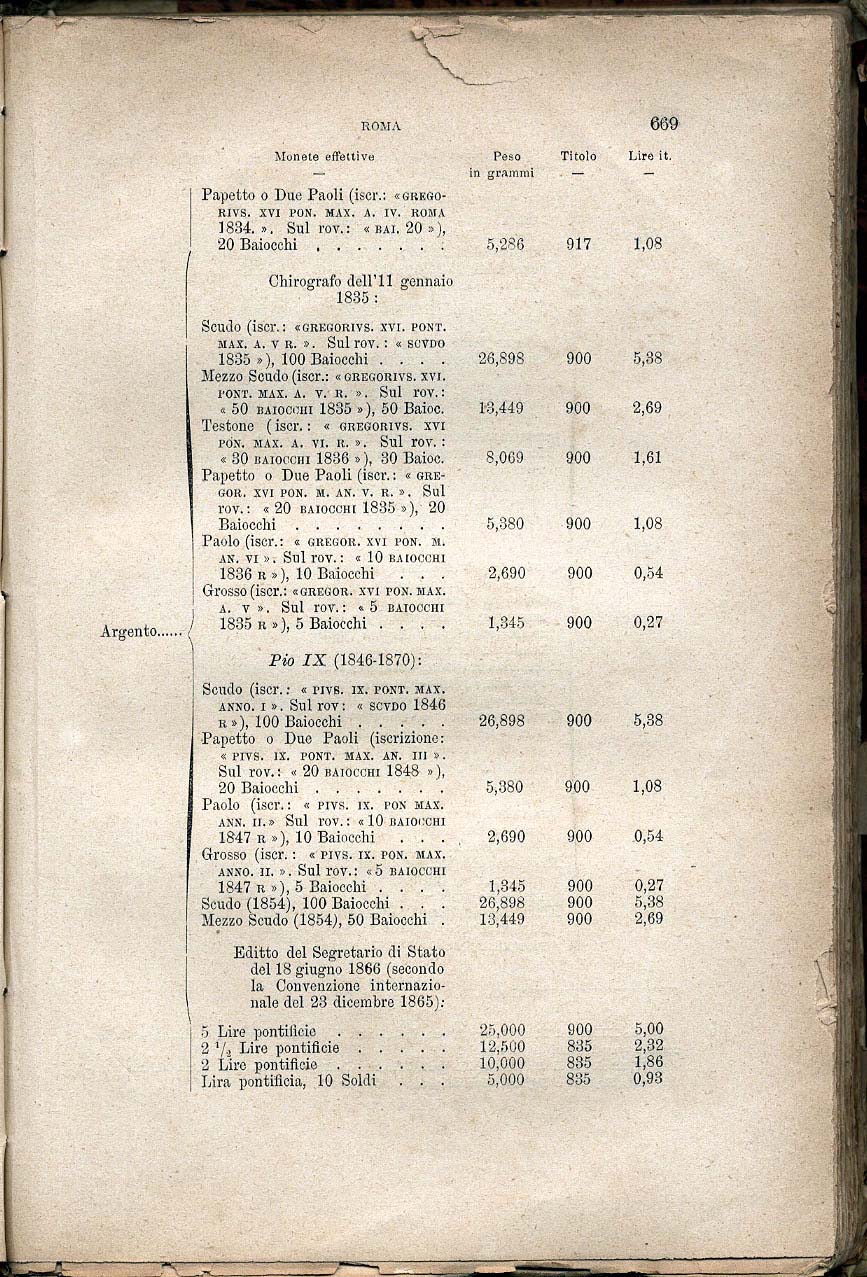 ROMA 669
Monete effettive Peso Titolo Lire it.
— in grammi — —
Papetto o Due Paoli (iscr.: «GREGO-
RIVS. XVI PON. MAX. A. IV. ROMA
1834. ». Sul rov.: « BAI. 20 »),
20 Baiocchi . . . . . . . 5,286 917 1,08
Chirografo dell'11 gennaio
1835 :
Scudo (iscr.: «GREGORIVS. XVI. PONT.
MAX. A. V R. ». Sul rov. : « SCVDO
1835 »), 100 Baiocchi . . . . 26,898 900 5,38
Mezzo Scudo (iscr.: « GREGORIVS. XVI.
PONT. MAX. A. V. R. ». Sul rov.:
« 50 BAIOCCHI 1835 »), 50 Baioc. 13,449 900 2,69
Testone (iscr. : « GREGORIVS. XVI
PON. MAX. A. VI. R. ». Sul rov. :
« 30 BAIOCCHI 1836 »), 30 Baioc. 8,069 900 1,61
Papetto o Due Paoli (iscr.: « GRE-
GOR. XVI PON. M. AN. V. R. ». Sul
rov.: « 20 BAIOCCHI 1835 »), 20
Baiocchi . . . . . . . . 5,380 900 1,08
Paolo (iscr.: « GREGOR. XVI PON. M.
AN. VI ». Sul rov.: « 10 BAIOCCHI
1836 R »), 10 Baiocchi . . . 2,690 900 0,54
Grosso (iscr.: «GREGOR. XVI PON. MAX.
A. V ». Sul rov.: « 5 BAIOCCHI
1835 R »), 5 Baiocchi . . . . 1,345 900 0,27
Argento......
Pio IX (1846-1870):
Scudo (iscr.: « PIVS. IX. PONT. MAX.
ANNO. I ». Sul rov: « SCVDO 1846
R »), 100 Baiocchi . . . . . 26,898 900 5,38
Papetto o Due Paoli (iscrizione:
« PIVS. IX. PONT. MAX. AN. III ».
Sul rov.: « 20 BAIOCCHI 1848 »),
20 Baiocchi . . . . . . . 5,380 900 1,08
Paolo (iscr.: « PIVS. IX. PON MAX.
ANN. II.» Sul rov.: «10 BAIOCCHI
1847 R »), 10 Baiocchi . . . . 2,690 900 0,54
Grosso (iscr. : « PIVS. IX. PON. MAX.
ANNO. II. ». Sul rov.: «5 BAIOCCHI
1847 R »), 5 Baiocchi . . . . 1,345 900 0,27
Scudo (1854), 100 Baiocchi . . . 26,898 900 5,38
Mezzo Scudo (1854), 50 Baiocchi . 13,449 900 2,69
Editto del Segretario di Stato
del 18 giugno 1866 (secondo
la Convenzione internazio-
nale del 23 dicembre 1865):
5 Lire pontificie . . . . . . 25,000 900 5,00
2 1/2 Lire pontificie . . . . . 12,500 835 2,32
2 Lire pontificie . . . . . . 10,000 835 1,86
Lira pontificia, 10 Soldi . . . 5,000 835 0,93